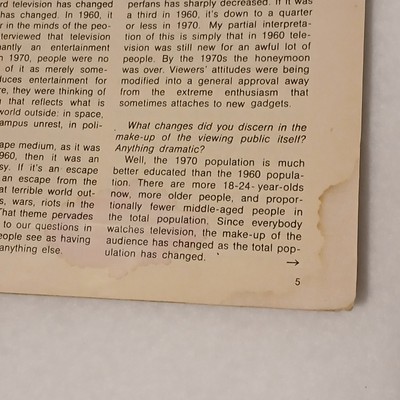 rd television has changed
has changed. In 1960, it
r in the minds of the peo-
terviewed that television
nantly an entertainment
n 1970, people were no
of it as merely some-
duces entertainment for
re, they were thinking of
n that reflects what is
world outside: in space,
ampus unrest, in poli-
ape medium, as it was
960, then it was an
sy. If it's an escape
an escape from the
at terrible world out-
s, wars, riots in the
That theme pervades
to our questions in
eople see as having
anything else.
perfans has sharply decreased. If it was
a third in 1960, it's down to a quarter
or less in 1970. My partial interpreta-
tion of this is simply that in 1960 tele-
vision was still new for an awful lot of
people. By the 1970s the honeymoon
was over. Viewers' attitudes were being
modified into a general approval away
from the extreme enthusiasm that
sometimes attaches to new gadgets.
What changes did you discern in the
make-up of the viewing public itself?
Anything dramatic?
Well, the 1970 population is much
better educated than the 1960 popula-
tion. There are more 18-24-year-olds
now, more older people, and propor-
tionally fewer middle-aged people in
the total population. Since everybody
watches television, the make-up of the
audience has changed as the total pop-
ulation has changed. →
5